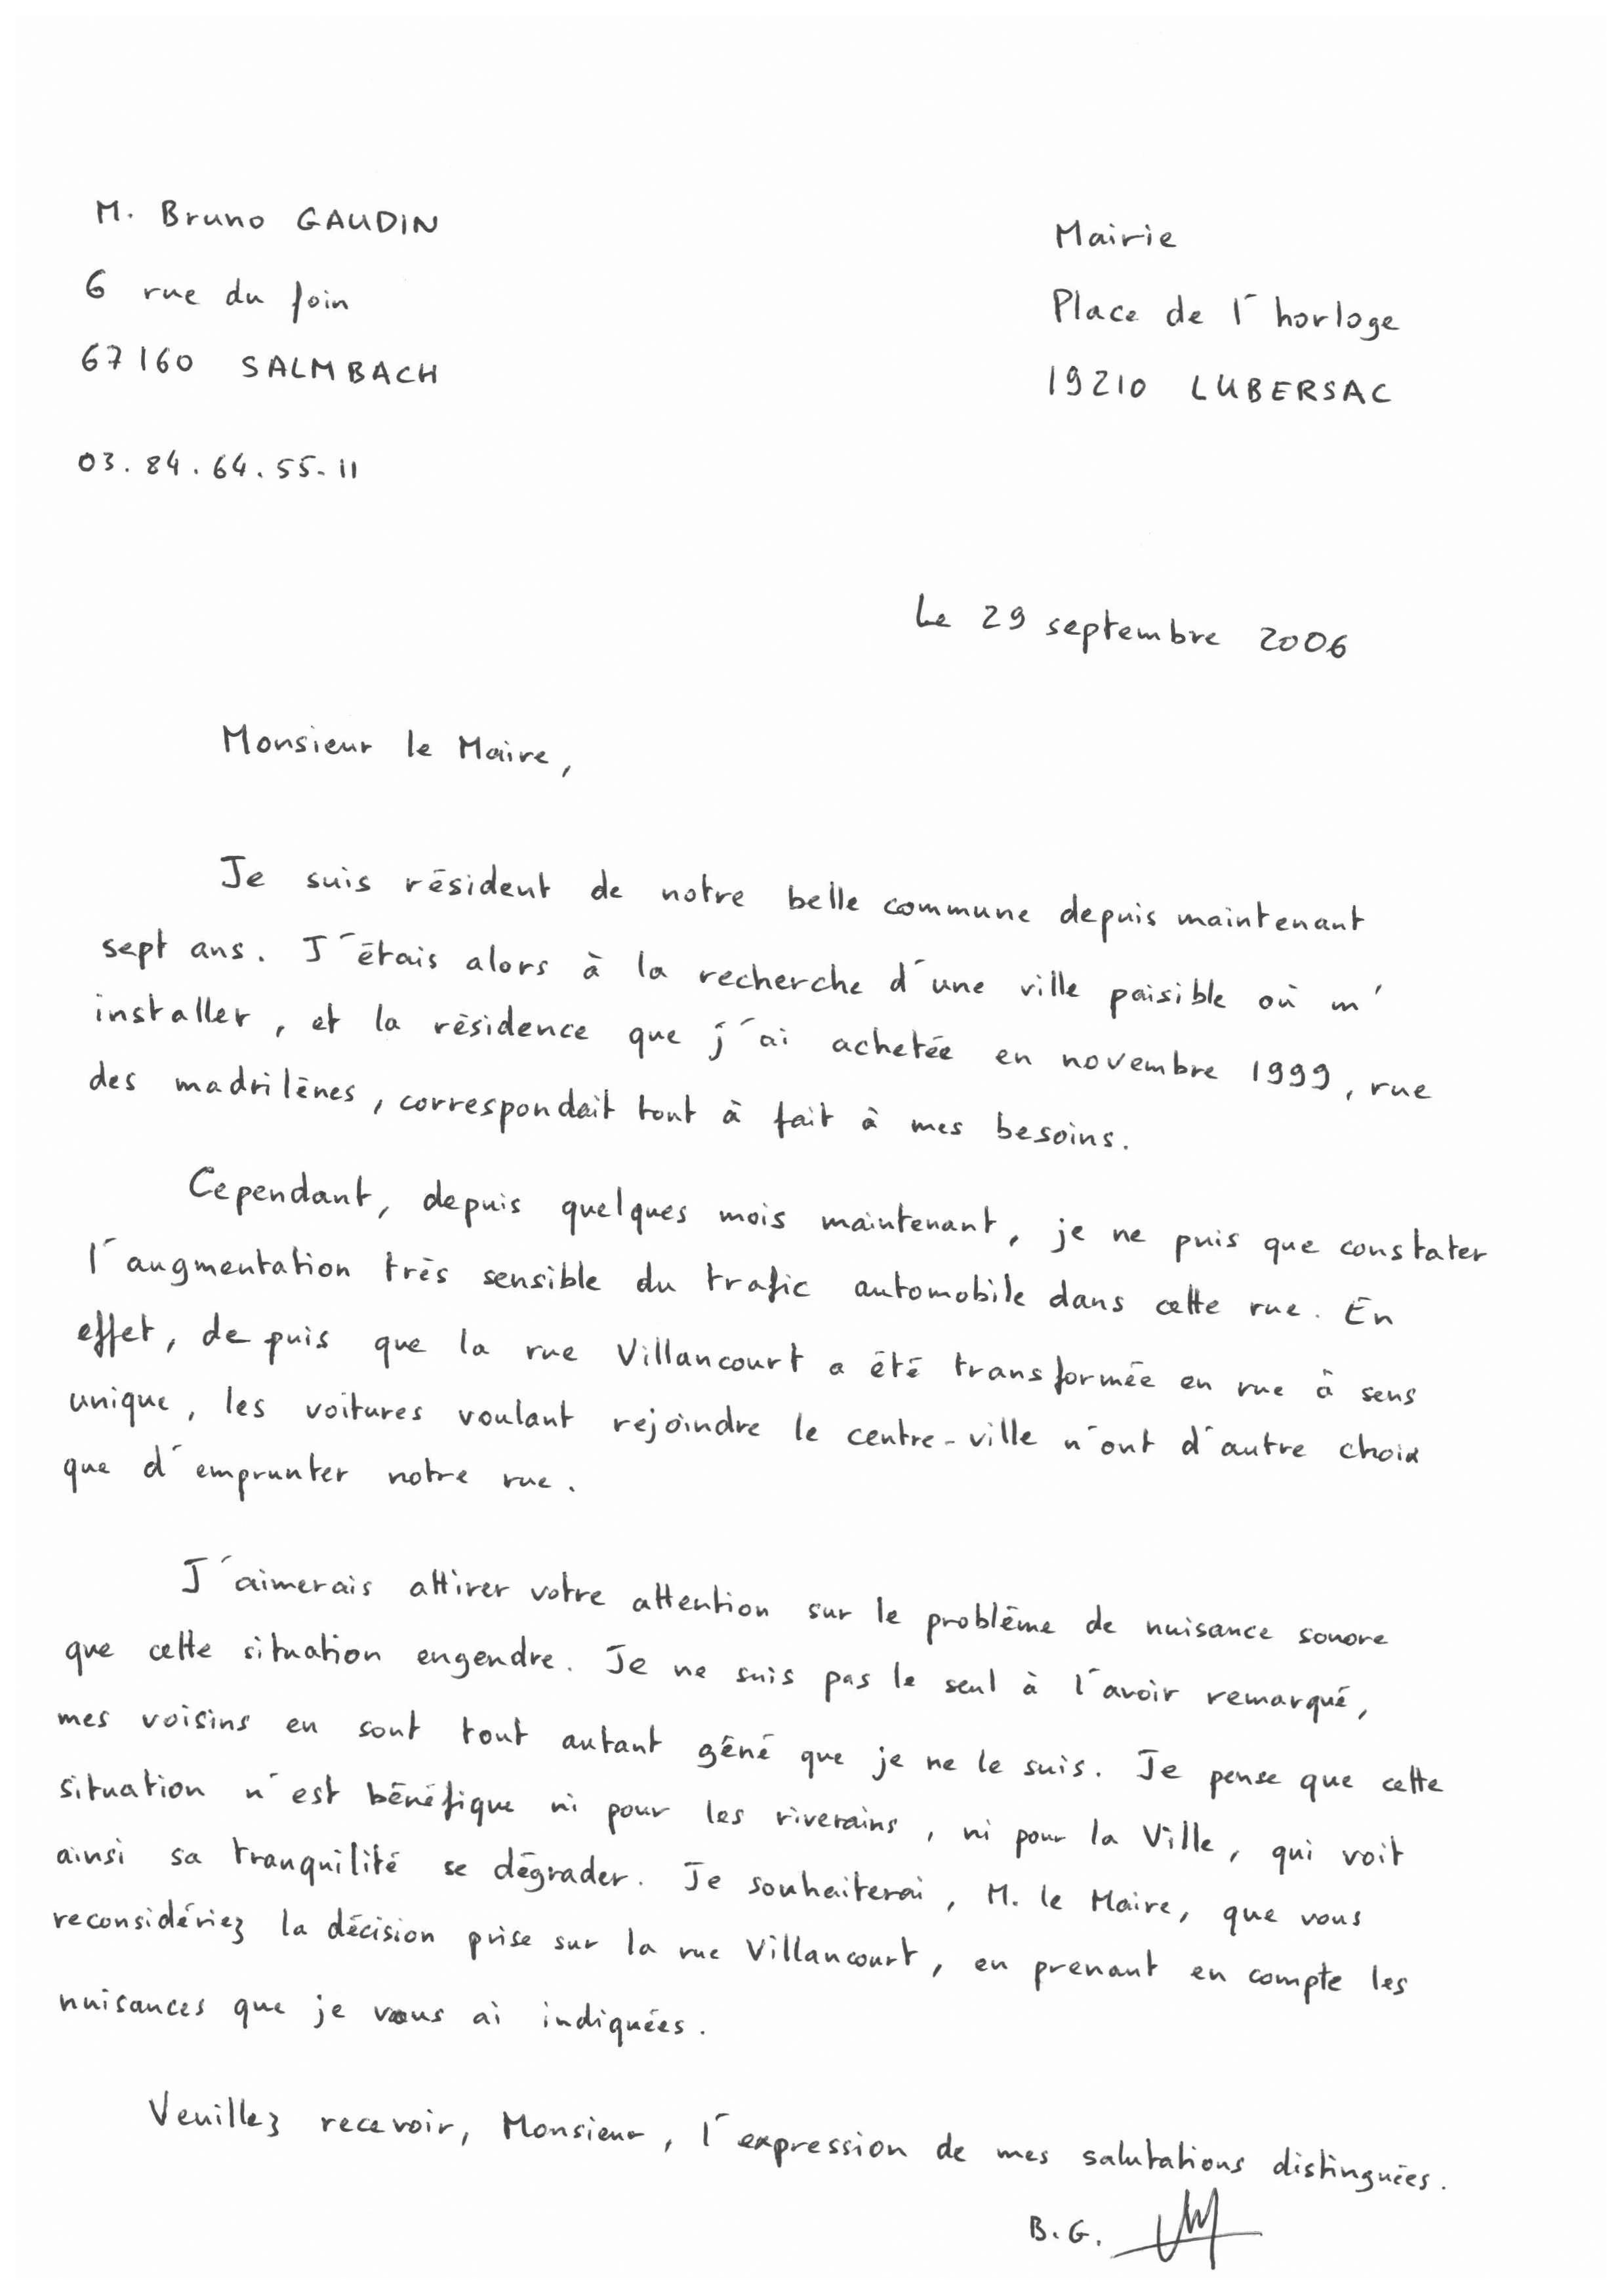 M. Bruno GAUDIN
6 rue du foin
67160 SALMBACH
03.84.64.55.11
Mairie
Place de l'horloge
19210 LUBERSAC
Le 29 septembre 2006
Monsieur le Maire,
Je suis résident de notre belle commune depuis maintenant
sept ans. J'étais alors à la recherche d'une ville paisible où m'
installer, et la résidence que j'ai achetée en novembre 1999, rue
des madrilènes, correspondait tout à fait à mes besoins.
Cependant, depuis quelques mois maintenant, je ne puis que constater
l'augmentation très sensible du trafic automobile dans cette rue. En
effet, depuis que la rue Villancourt a été transformée en rue à sens
unique, les voitures voulant rejoindre le centre-ville n'ont d'autre choix
que d'emprunter notre rue.
J'aimerais attirer votre attention sur le problème de nuisance sonore
que cette situation engendre. Je ne suis pas le seul à l'avoir remarqué,
mes voisins en sont tout autant gêné que je ne le suis. Je pense que cette
situation n'est bénéfique ni pour les riverains, ni pour la Ville, qui voit
ainsi sa tranquilité se dégrader. Je souhaiterai, M. le Maire, que vous
reconsidériez la décision prise sur la rue Villancourt, en prenant en compte les
nuisances que je vous ai indiquées.
Veuillez recevoir, Monsieur, l'expression de mes salutations distinguées.
B.G.